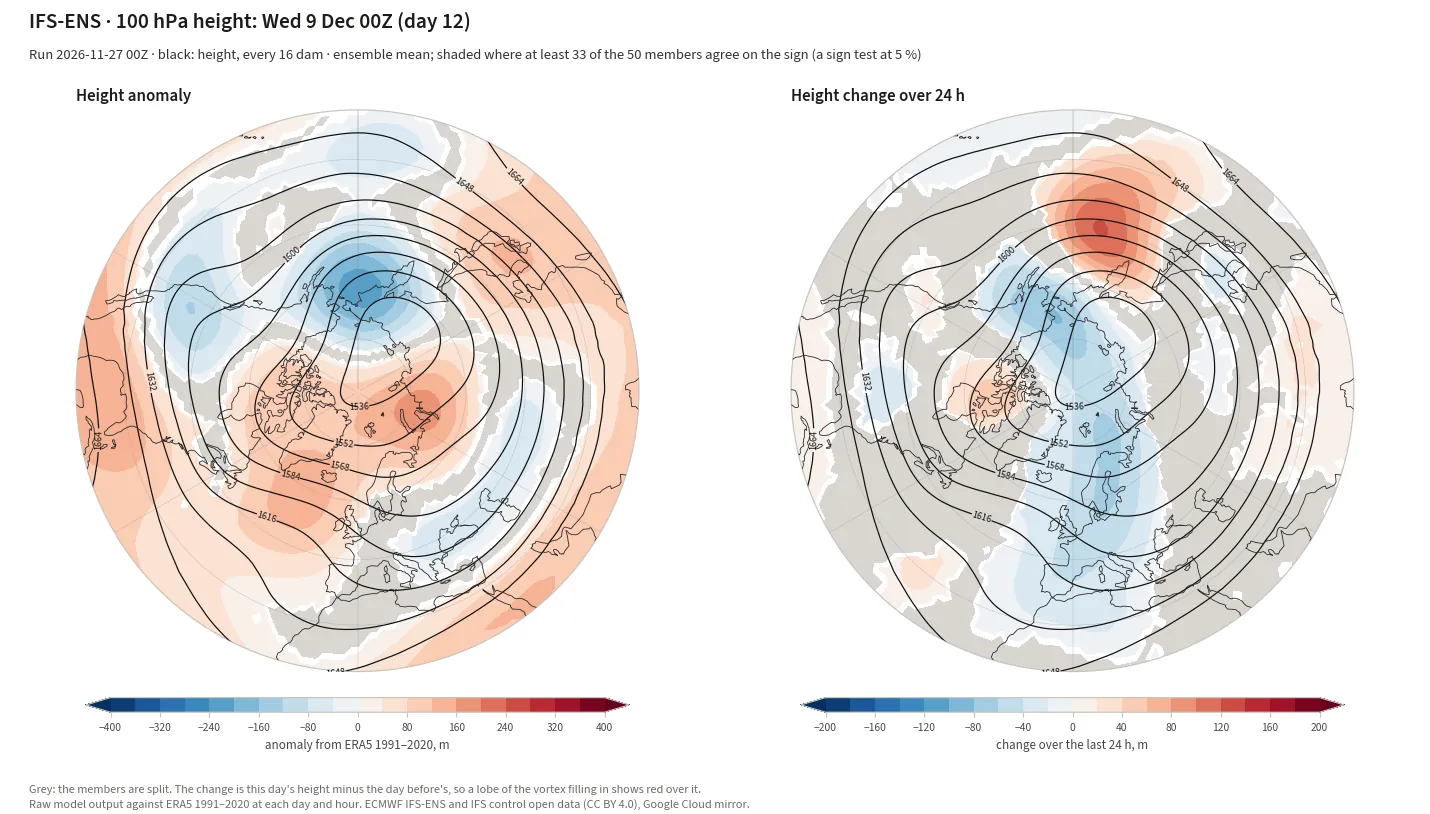 IFS-ENS · 100 hPa height: Wed 9 Dec 00Z (day 12)
Run 2026-11-27 00Z · black: height, every 16 dam · ensemble mean; shaded where at least 33 of the 50 members agree on the sign (a sign test at 5 %)
Height anomaly
Height change over 24 h
1648
1664
1600
1632
1536
1552
1568
1584
1616
1648
1664
1600
1632
1536
1552
1568
1584
1616
−400 −320 −240 −160 −80 0 80 160 240 320 400
anomaly from ERA5 1991–2020, m
−200 −160 −120 −80 −40 0 40 80 120 160 200
change over the last 24 h, m
Grey: the members are split. The change is this day's height minus the day before's, so a lobe of the vortex filling in shows red over it.
Raw model output against ERA5 1991–2020 at each day and hour. ECMWF IFS-ENS and IFS control open data (CC BY 4.0), Google Cloud mirror.